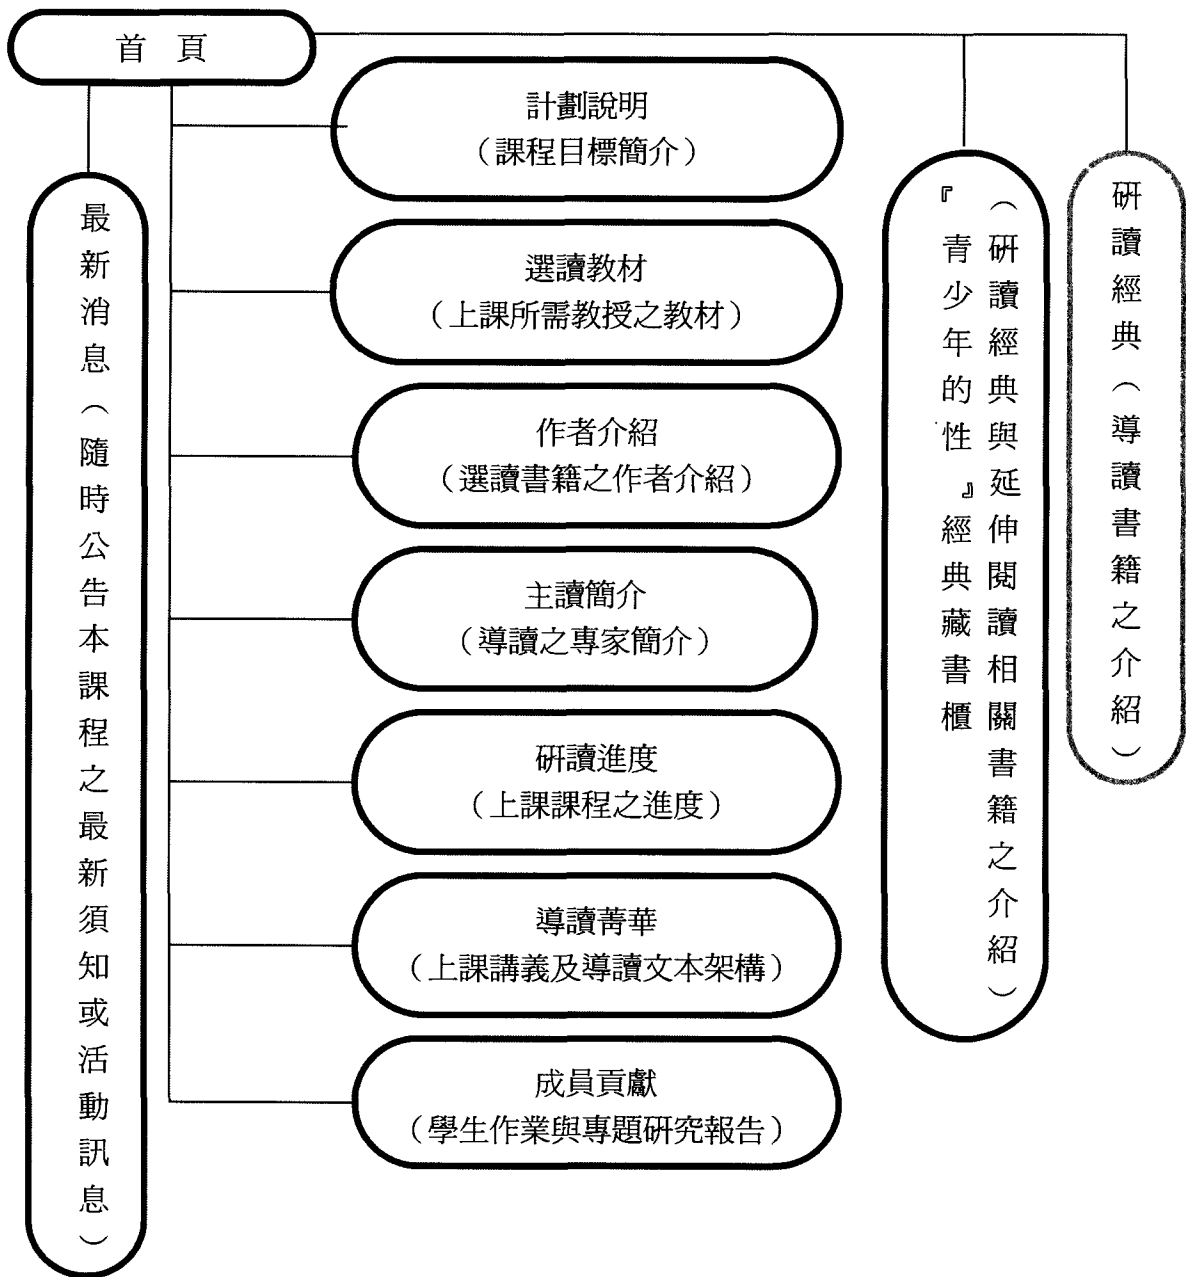 首 頁
計劃說明
（課程目標簡介）
選讀教材
（上課所需教授之教材）
作者介紹
（選讀書籍之作者介紹）
主讀簡介
（導讀之專家簡介）
研讀進度
（上課課程之進度）
導讀菁華
（上課講義及導讀文本架構）
成員貢獻
（學生作業與專題研究報告）
最新消息（隨時公告本課程之最新須知或活動訊息）
『青少年的性』經典藏書櫃
（研讀經典與延伸閱讀相關書籍之介紹）
研讀經典（導讀書籍之介紹）